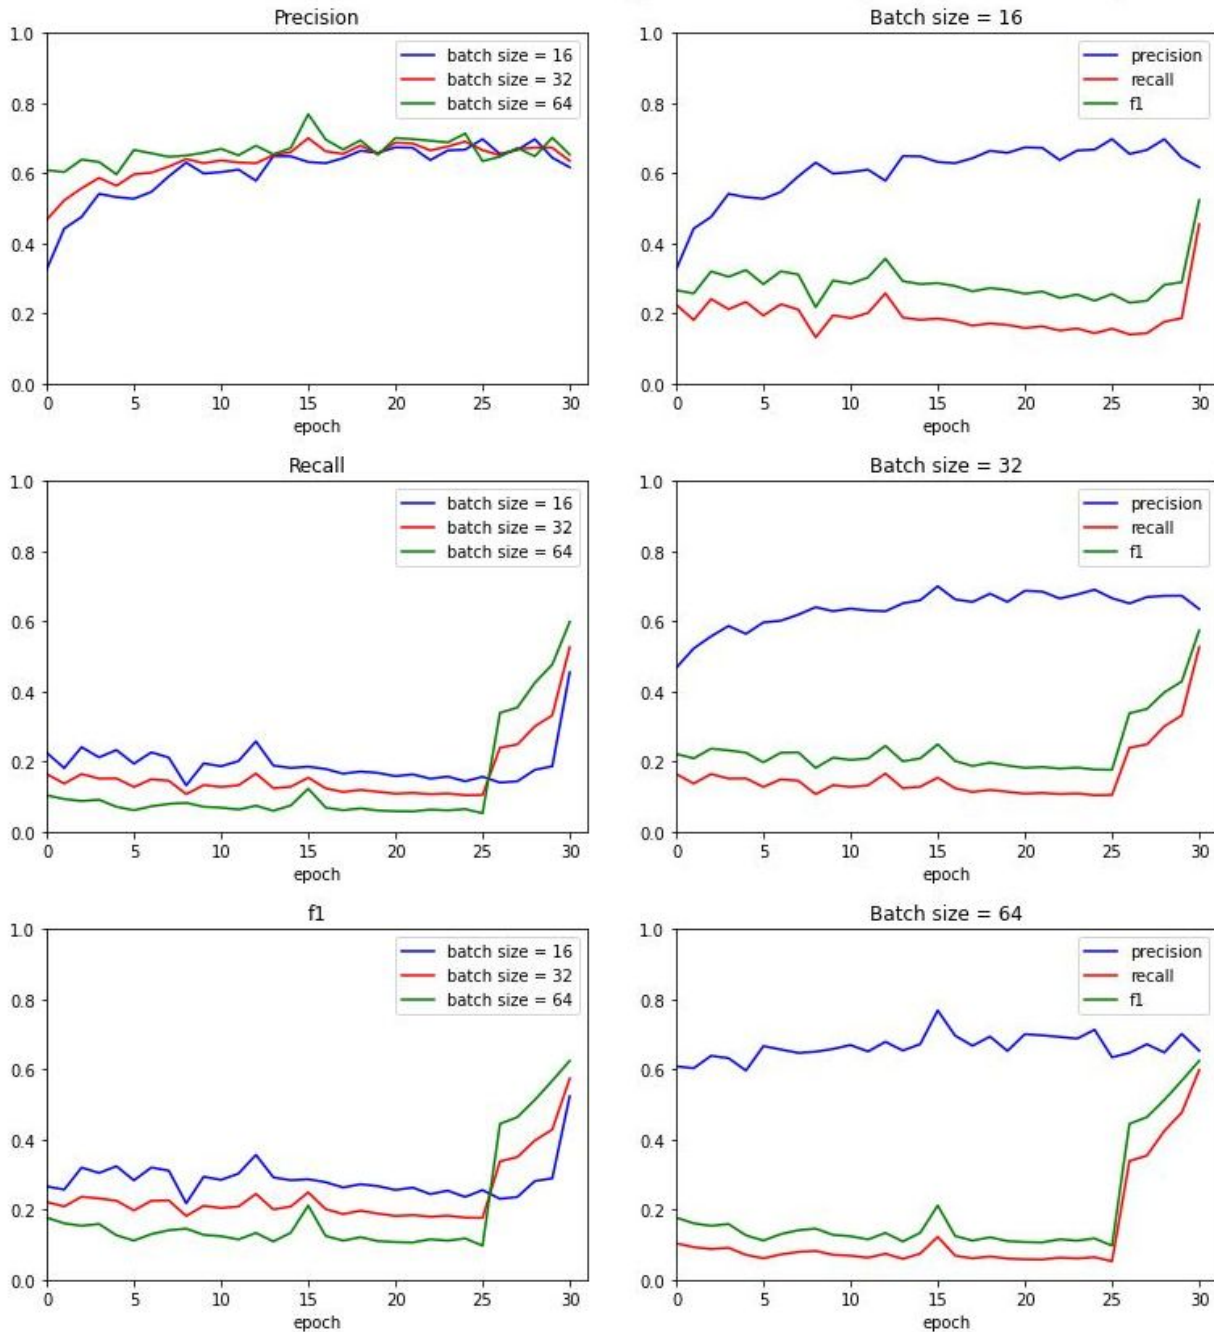 Precision
batch size = 16
batch size = 32
batch size = 64
1.0
0.8
0.6
0.4
0.2
0.0
0 5 10 15 20 25 30
epoch
Batch size = 16
precision
recall
f1
1.0
0.8
0.6
0.4
0.2
0.0
0 5 10 15 20 25 30
epoch
Recall
batch size = 16
batch size = 32
batch size = 64
1.0
0.8
0.6
0.4
0.2
0.0
0 5 10 15 20 25 30
epoch
Batch size = 32
precision
recall
f1
1.0
0.8
0.6
0.4
0.2
0.0
0 5 10 15 20 25 30
epoch
f1
batch size = 16
batch size = 32
batch size = 64
1.0
0.8
0.6
0.4
0.2
0.0
0 5 10 15 20 25 30
epoch
Batch size = 64
precision
recall
f1
1.0
0.8
0.6
0.4
0.2
0.0
0 5 10 15 20 25 30
epoch